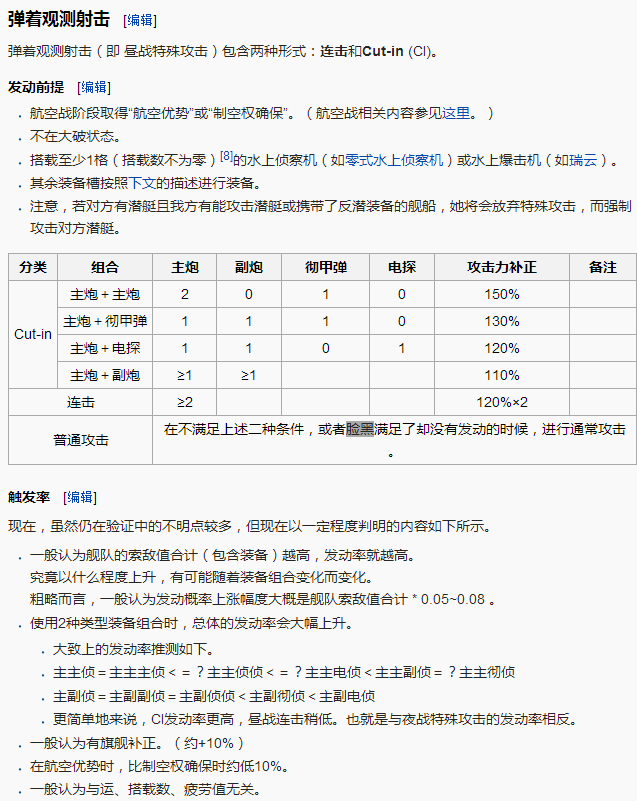 弹着观测射击 [编辑]
弹着观测射击（即 昼战特殊攻击）包含两种形式：连击和Cut-in (CI)。
发动前提 [编辑]
航空战阶段取得“航空优势”或“制空权确保”。（航空战相关内容参见这里。）
不在大破状态。
搭载至少1格（搭载数不为零）[8]的水上侦察机（如零式水上侦察机）或水上爆击机（如瑞云）。
其余装备槽按照下文的描述进行装备。
注意，若对方有潜艇且我方有能攻击潜艇或携带了反潜装备的舰船，她将会放弃特殊攻击，而强制
攻击对方潜艇。
分类 组合 主炮 副炮 彻甲弹 电探 攻击力补正 备注
Cut-in
主炮＋主炮 2 0 1 0 150%
主炮＋彻甲弹 1 1 1 0 130%
主炮＋电探 1 1 0 1 120%
主炮＋副炮 ≥1 ≥1 110%
连击 ≥2 120%×2
普通攻击 在不满足上述二种条件，或者脸黑满足了却没有发动的时候，进行通常攻击
。
触发率 [编辑]
现在，虽然仍在验证中的不明点较多，但现在以一定程度判明的内容如下所示。
一般认为舰队的索敌值合计（包含装备）越高，发动率就越高。
究竟以什么程度上升，有可能随着装备组合变化而变化。
粗略而言，一般认为发动概率上涨幅度大概是舰队索敌值合计 * 0.05~0.08 。
使用2种类型装备组合时，总体的发动率会大幅上升。
大致上的发动率推测如下。
主主侦＝主主主侦＜＝？主主侦侦＜＝？主主电侦＜主主副侦＝？主主彻侦
主副侦＝主副副侦＝主副侦侦＜主副彻侦＜主副电侦
更简单地来说，CI发动率更高，昼战连击稍低。也就是与夜战特殊攻击的发动率相反。
一般认为有旗舰补正。（约+10%）
在航空优势时，比制空权确保时约低10%。
一般认为与运、搭载数、疲劳值无关。